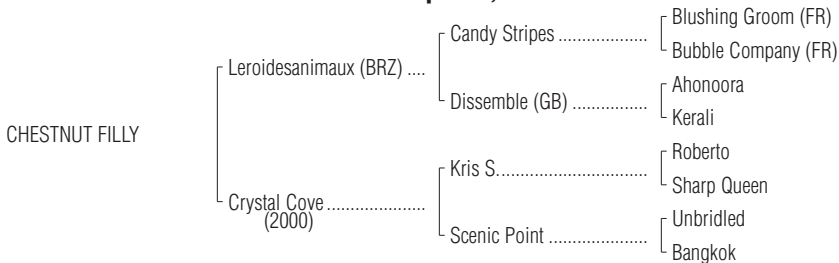 Blushing Groom (FR)
Candy Stripes ..................
Bubble Company (FR)
Leroidesanimaux (BRZ) ....
Ahonoora
Dissemble (GB) .................
Kerali
CHESTNUT FILLY
Roberto
Kris S..................................
Sharp Queen
Crystal Cove .......................
(2000)
Unbridled
Scenic Point ......................
Bangkok